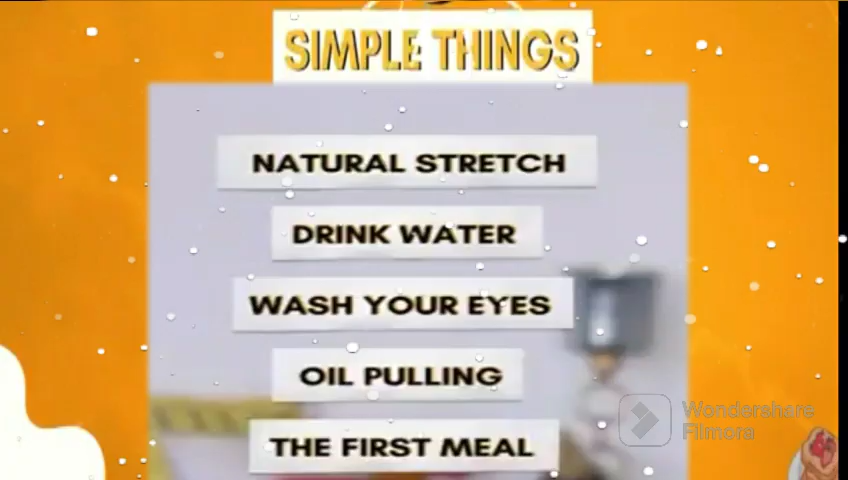 SIMPLE THINGS
NATURAL STRETCH
DRINK WATER
WASH YOUR EYES
OIL PULLING
THE FIRST MEAL
Wondershare
Filmora